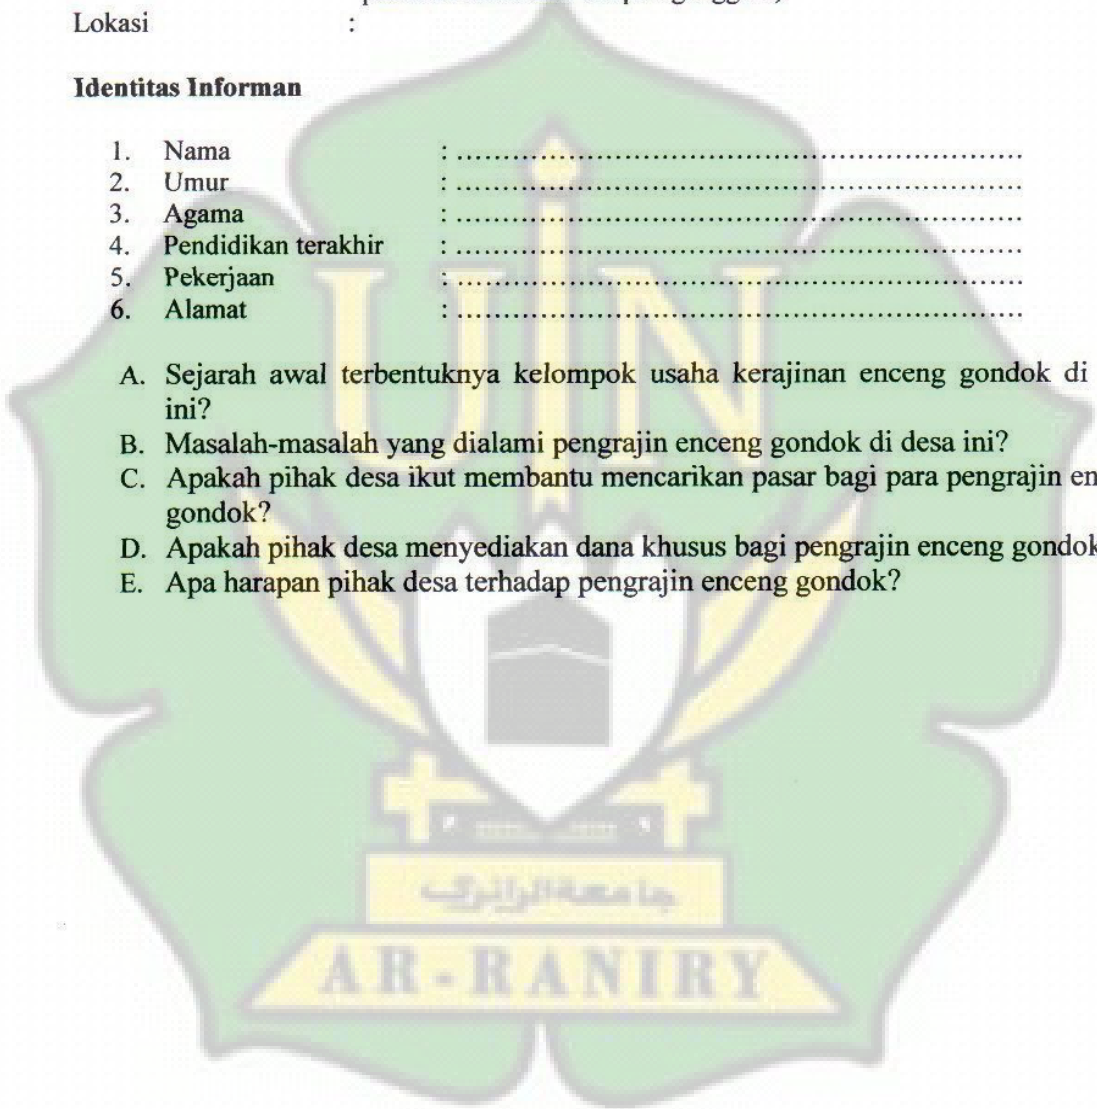 Lokasi :
Identitas Informan
1. Nama : ............................................................
2. Umur : ............................................................
3. Agama : ............................................................
4. Pendidikan terakhir : ............................................................
5. Pekerjaan : ............................................................
6. Alamat : ............................................................
A. Sejarah awal terbentuknya kelompok usaha kerajinan enceng gondok di
ini?
B. Masalah-masalah yang dialami pengrajin enceng gondok di desa ini?
C. Apakah pihak desa ikut membantu mencarikan pasar bagi para pengrajin en
gondok?
D. Apakah pihak desa menyediakan dana khusus bagi pengrajin enceng gondok
E. Apa harapan pihak desa terhadap pengrajin enceng gondok?
UIN
جامعة الرانري
AR-RANIRY